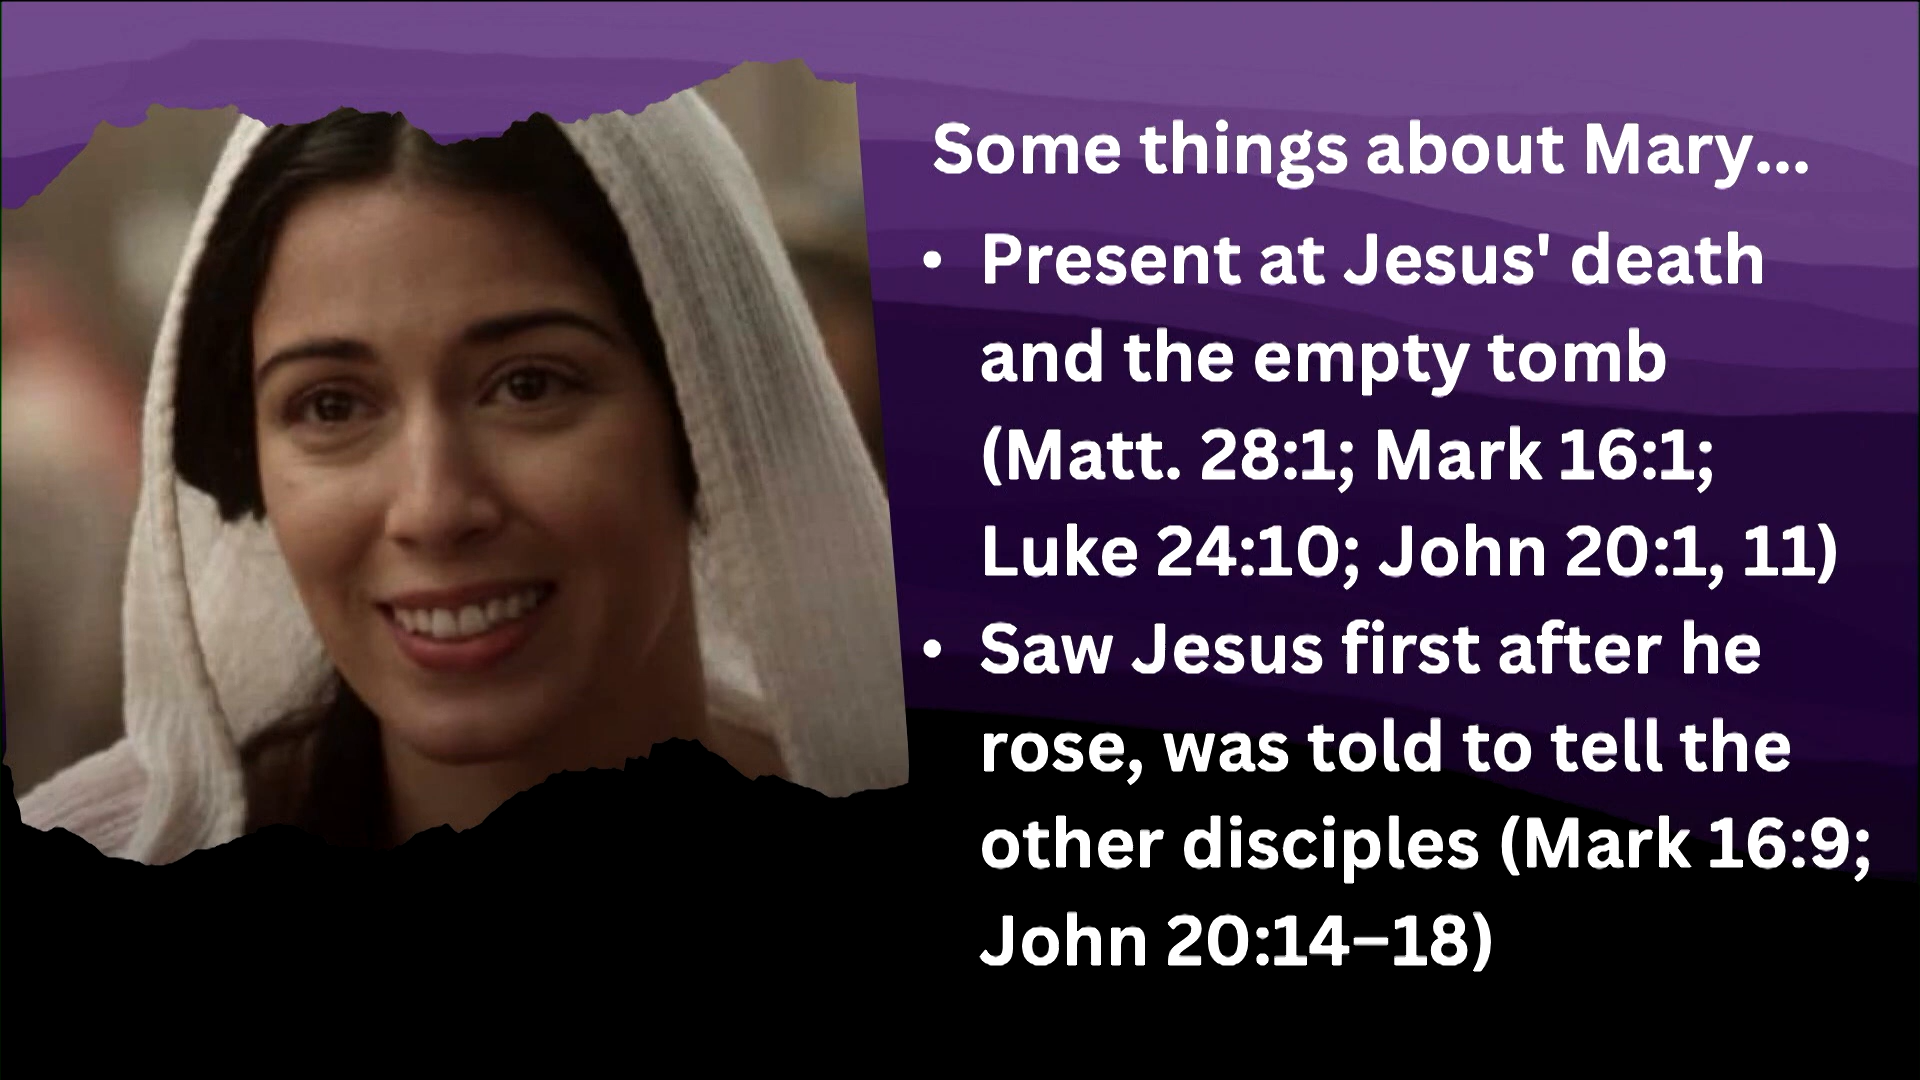 Some things about Mary...
• Present at Jesus' death
and the empty tomb
(Matt. 28:1; Mark 16:1;
Luke 24:10; John 20:1, 11)
• Saw Jesus first after he
rose, was told to tell the
other disciples (Mark 16:9;
John 20:14–18)